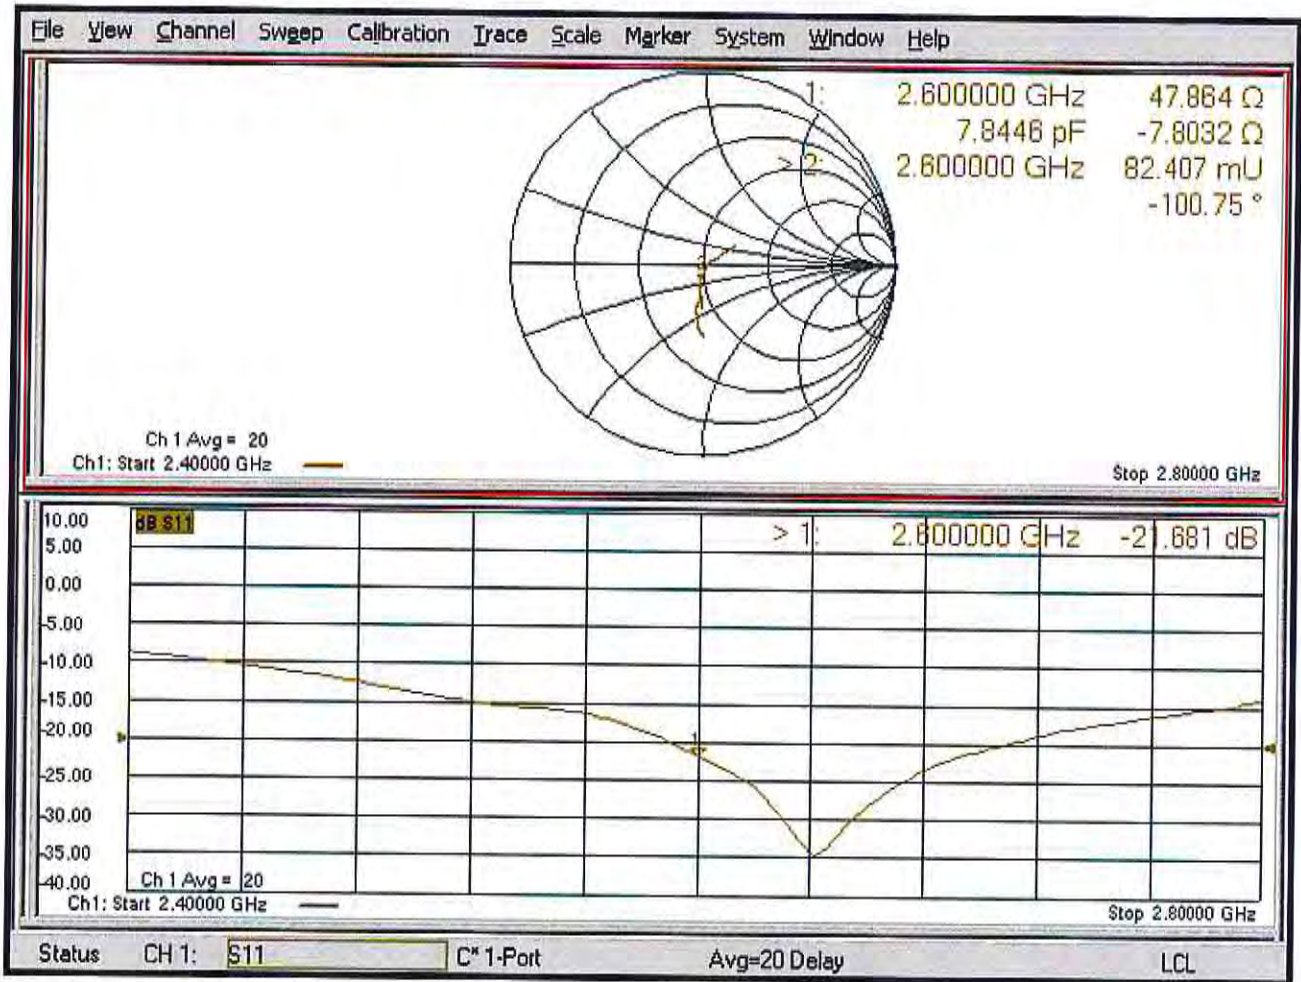 File View Channel Sweep Calibration Trace Scale Marker System Window Help
1: 2.600000 GHz 47.864 Ω
7.8446 pF -7.8032 Ω
> 2: 2.600000 GHz 82.407 mU
-100.75 °
Ch 1 Avg = 20
Ch1: Start 2.40000 GHz
Stop 2.80000 GHz
10.00
dB S11
> 1: 2.600000 GHz -21.681 dB
5.00
0.00
-5.00
-10.00
-15.00
-20.00
1
-25.00
-30.00
-35.00
-40.00
Ch 1 Avg = 20
Ch1: Start 2.40000 GHz
Stop 2.80000 GHz
Status CH 1: S11 C* 1-Port Avg=20 Delay LCL